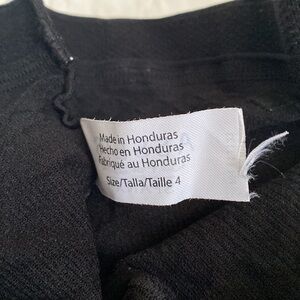 Made in Honduras
Hecho en Honduras
Fabriqué au Honduras
Size/Talla/Taille 4